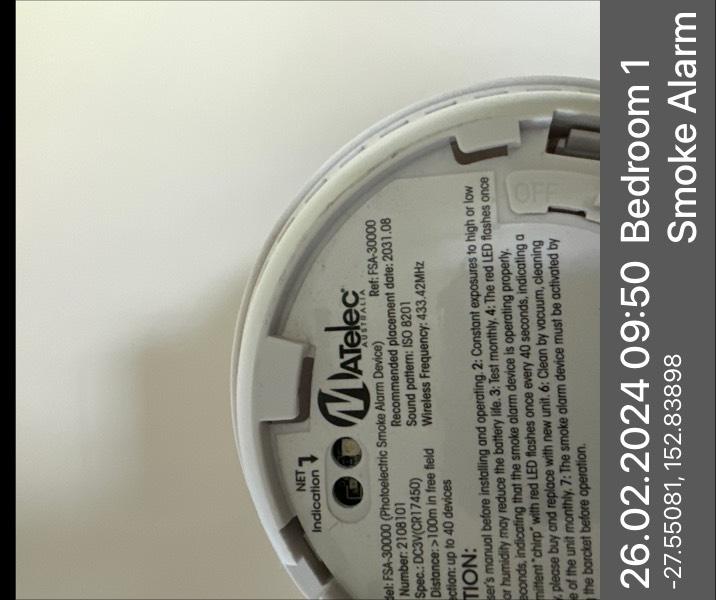 26.02.2024 09:50 Bedroom 1
-27.55081, 152.83898 Smoke Alarm
OFF
NET
Indication
MATelec
AUSTRALIA
del: FSA-30000 (Photoelectric Smoke Alarm Device) Ref: FSA-30000
Number: 2108101 Recommended placement date: 2031.08
Spec.: DC3V(CR17450) Sound pattern: ISO 8201
Distance: >100m in free field Wireless Frequency: 433.42MHz
ction: up to 40 devices
TION:
ser's manual before installing and operating. 2: Constant exposures to high or low
or humidity may reduce the battery life. 3: Test monthly. 4: The red LED flashes once
econds, indicating that the smoke alarm device is operating properly.
mittent "chirp" with red LED flashes once every 40 seconds, indicating a
, please buy and replace with new unit. 6: Clean by vacuum, cleaning
e of the unit monthly. 7: The smoke alarm device must be activated by
the barcket before operation.